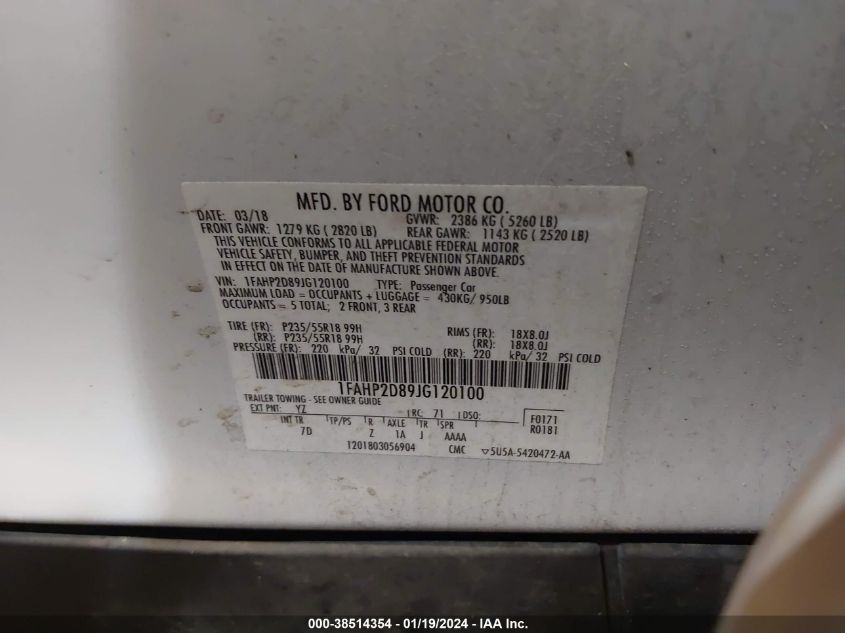 MFD. BY FORD MOTOR CO.
DATE: 03/18 GVWR: 2386 KG ( 5260 LB)
FRONT GAWR: 1279 KG ( 2820 LB) REAR GAWR: 1143 KG ( 2520 LB)
THIS VEHICLE CONFORMS TO ALL APPLICABLE FEDERAL MOTOR
VEHICLE SAFETY, BUMPER, AND THEFT PREVENTION STANDARDS
IN EFFECT ON THE DATE OF MANUFACTURE SHOWN ABOVE.
VIN: 1FAHP2D89JG120100 TYPE: Passenger Car
MAXIMUM LOAD = OCCUPANTS + LUGGAGE = 430KG/ 950LB
OCCUPANTS = 5 TOTAL; 2 FRONT, 3 REAR
TIRE (FR): P235/55R18 99H RIMS (FR): 18X8.0J
(RR): P235/55R18 99H (RR): 18X8.0J
PRESSURE (FR): 220 kPa/ 32 PSI COLD (RR): 220 kPa/ 32 PSI COLD
1FAHP2D89JG120100
TRAILER TOWING - SEE OWNER GUIDE
EXT PNT: YZ RC: 71 DSO: F0171
INT TR TP/PS R AXLE TR SPR R0181
7D Z 1A J AAAA
1201803056904 CMC ▽5U5A-5420472-AA
000-38514354 | 01/19/2024 | IAA Inc.